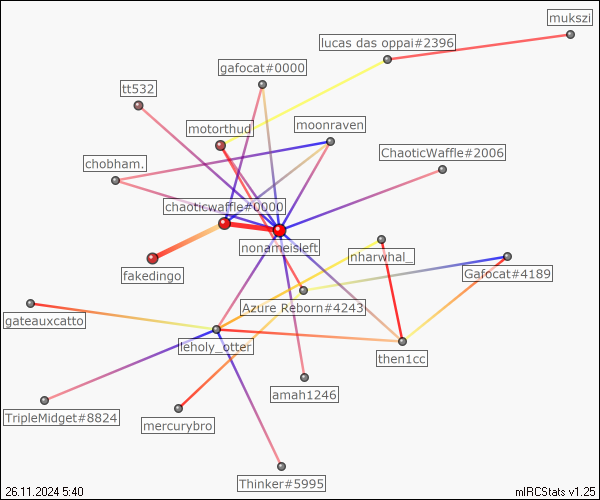 mukszi
lucas das oppai#2396
gafocat#0000
tt532
motorthud
moonraven
ChaoticWaffle#2006
chobham.
chaoticwaffle#0000
nonameisleft
nharwhal_
fakedingo
Gafocat#4189
Azure Reborn#4243
gateauxcatto
leholy_otter
then1cc
amah1246
TripleMidget#8824
mercurybro
Thinker#5995
26.11.2024 5:40
mIRCStats v1.25